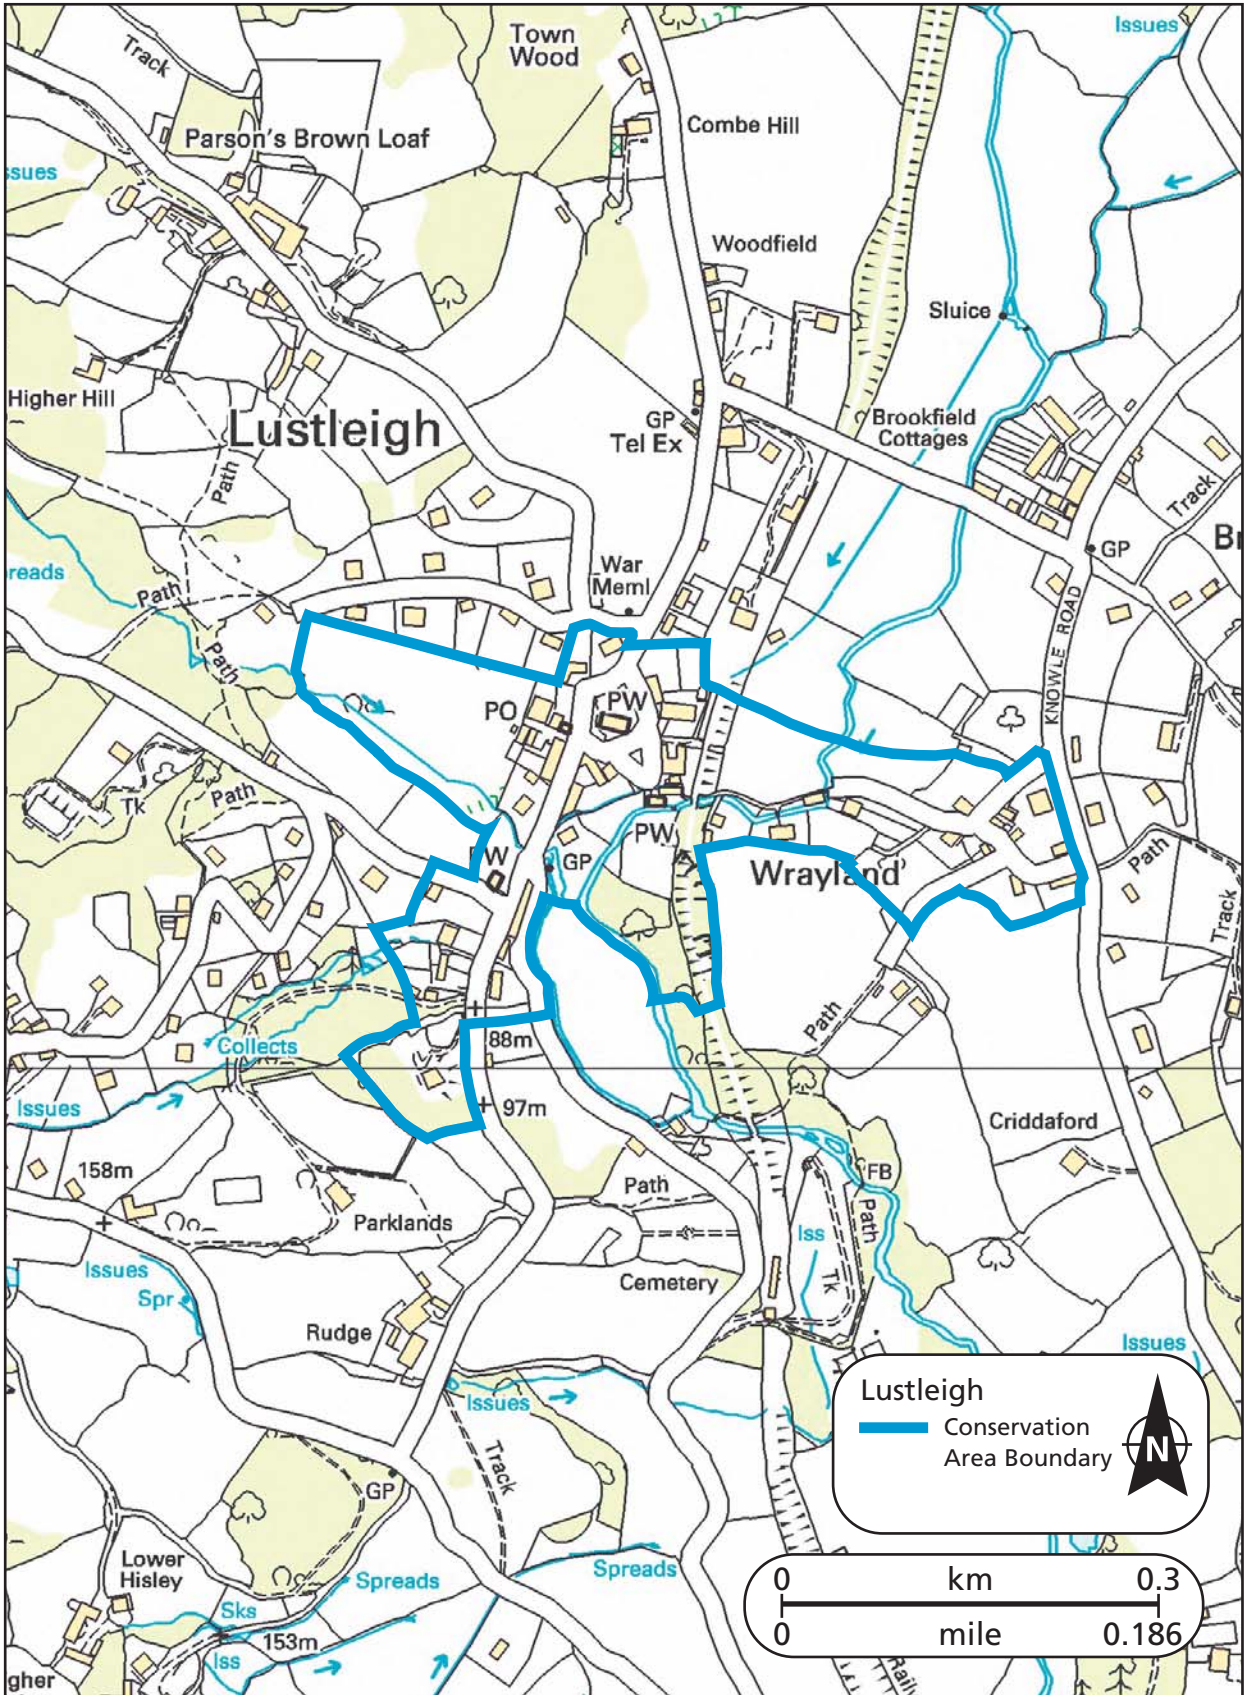 Issues
Town
Wood
Track
Combe Hill
Parson's Brown Loaf
ssues
Woodfield
Sluice
Higher Hill
Lustleigh
GP
Tel Ex
Brookfield
Cottages
Path
Track
GP
Br
War
Meml
reads
Path
KNOWLE ROAD
Path
PO
PW
Tk
Path
PW
GP
PW
Wrayland
Path
Track
Path
88m
Collects
97m
Issues
Criddaford
158m
FB
Path
Path
Parklands
Iss
Issues
Cemetery
Tk
Spr
Rudge
Issues
Issues
Track
GP
Lustleigh
Conservation
Area Boundary
N
Lower
Hisley
Spreads
Spreads
Sks
153m
Iss
gher
Raily
0 km 0.3
0 mile 0.186